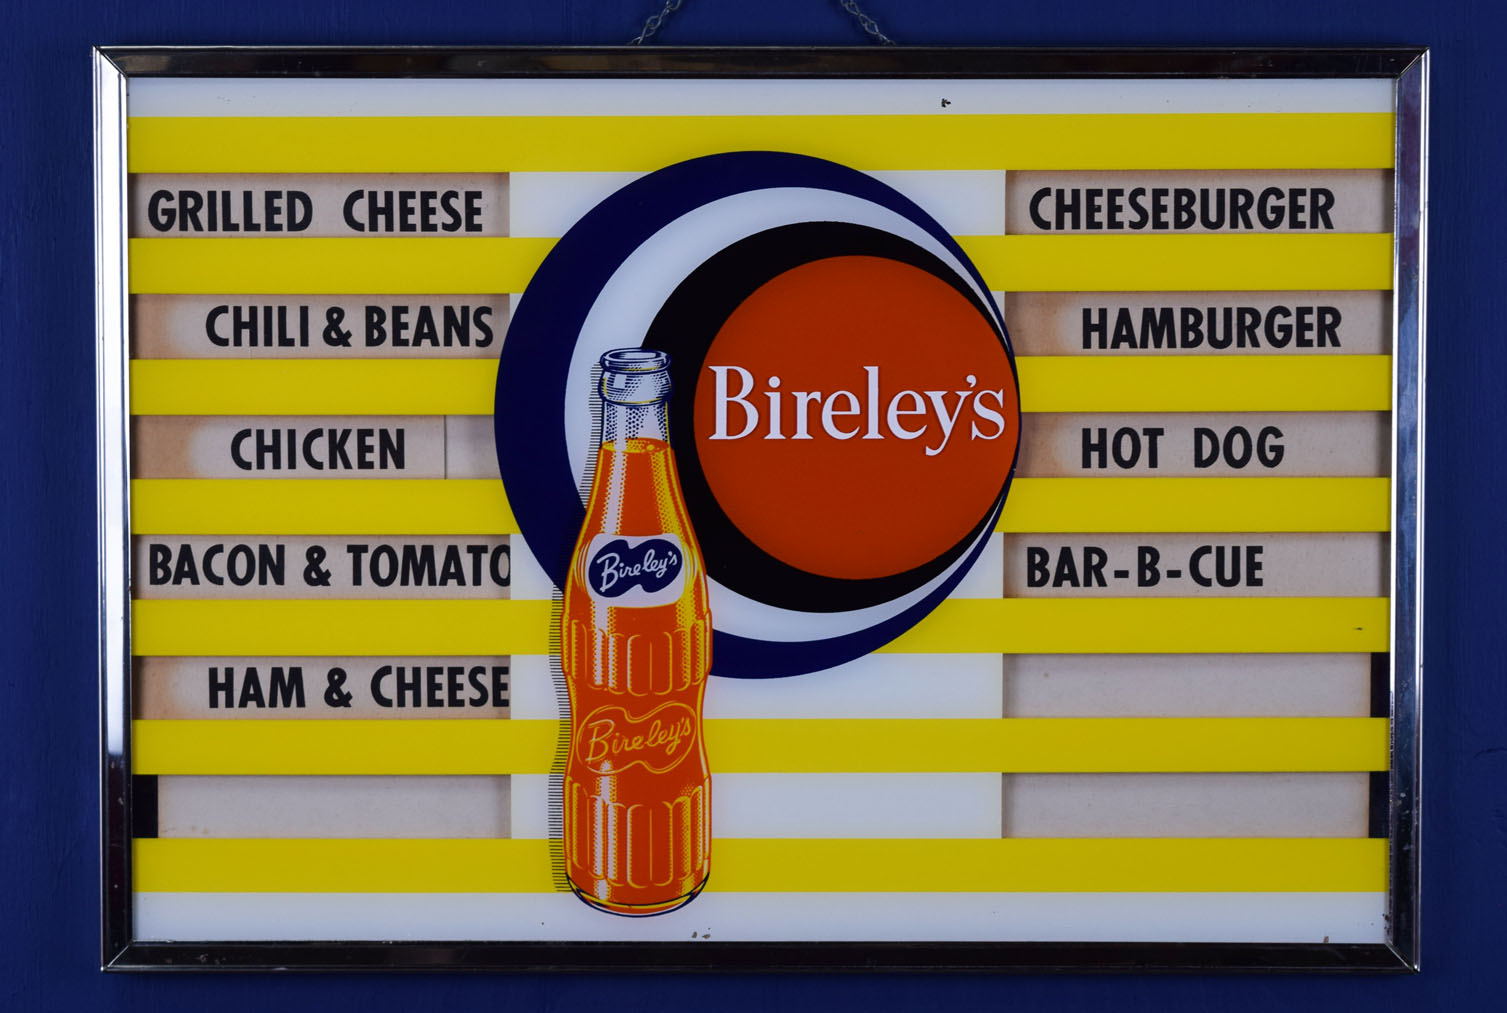 GRILLED CHEESE
CHILI & BEANS
CHICKEN
BACON & TOMATO
HAM & CHEESE
Bireley's
Bireley's
Bireley's
CHEESEBURGER
HAMBURGER
HOT DOG
BAR-B-CUE